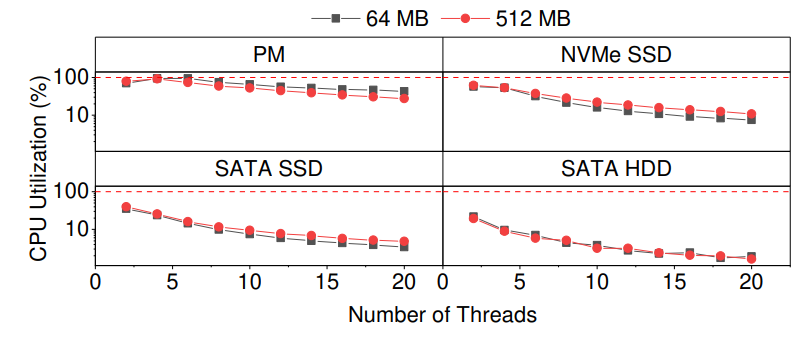 64 MB 512 MB
PM NVMe SSD
100
10
SATA SSD SATA HDD
100
10
0 5 10 15 20 0 5 10 15 20
CPU Utilization (%)
Number of Threads